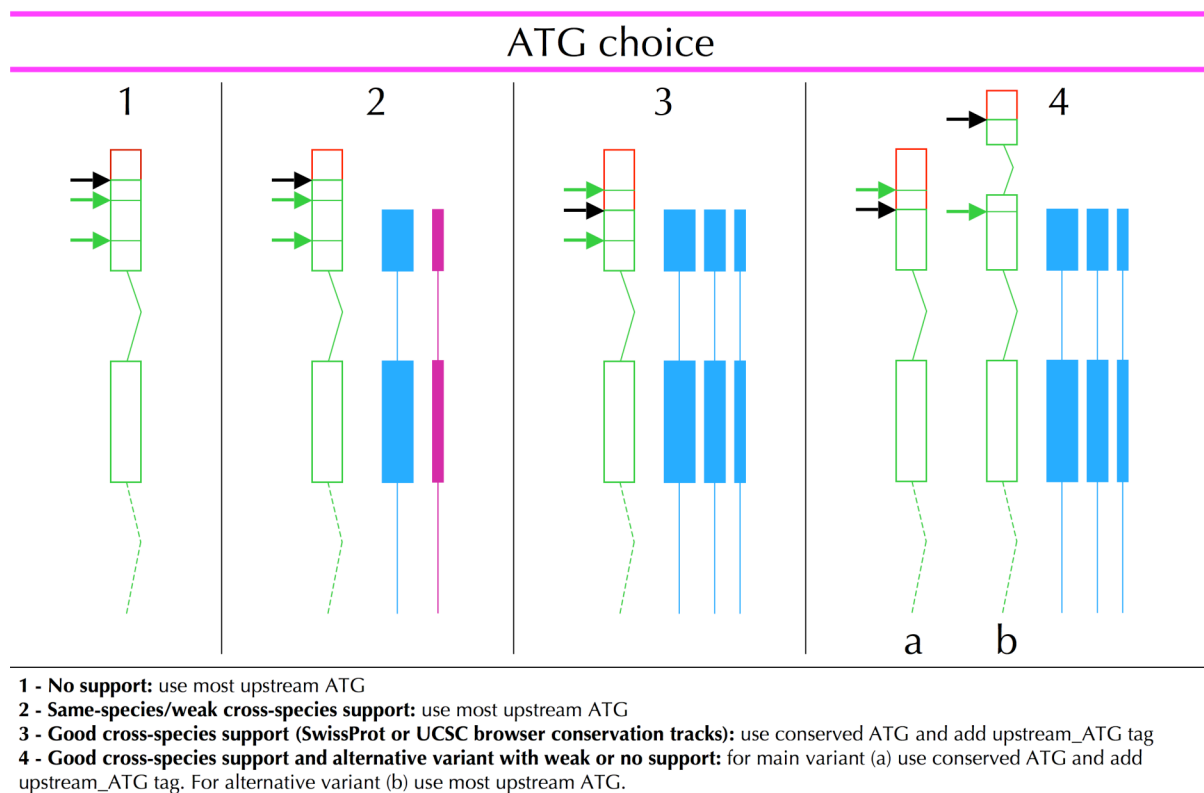 ATG choice
1
2
3
4
a
b
1 - No support: use most upstream ATG
2 - Same-species/weak cross-species support: use most upstream ATG
3 - Good cross-species support (SwissProt or UCSC browser conservation tracks): use conserved ATG and add upstream_ATG tag
4 - Good cross-species support and alternative variant with weak or no support: for main variant (a) use conserved ATG and add
upstream_ATG tag. For alternative variant (b) use most upstream ATG.